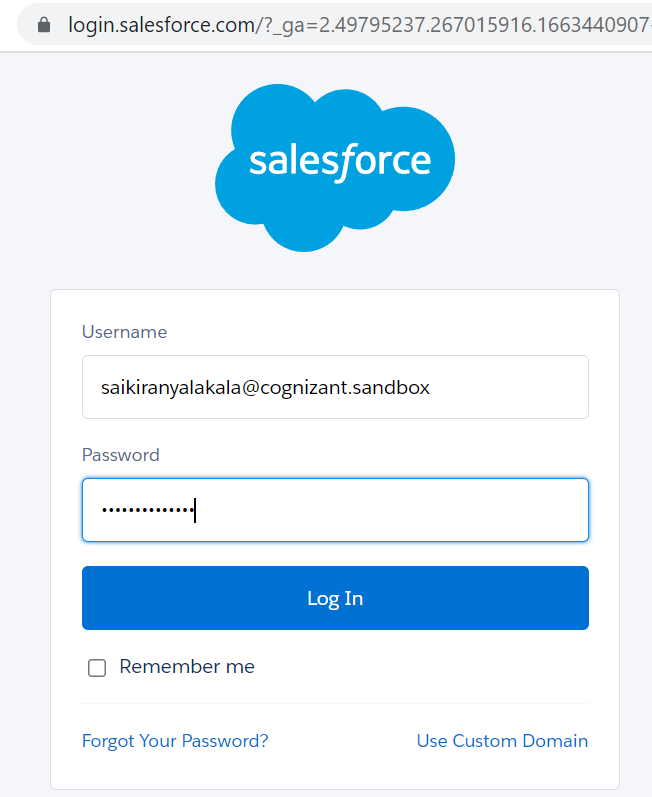 login.salesforce.com/?_ga=2.49795237.267015916.1663440907-
salesforce
Username
saikiranyalakala@cognizant.sandbox
Password
••••••••••••••
Log In
Remember me
Forgot Your Password?
Use Custom Domain